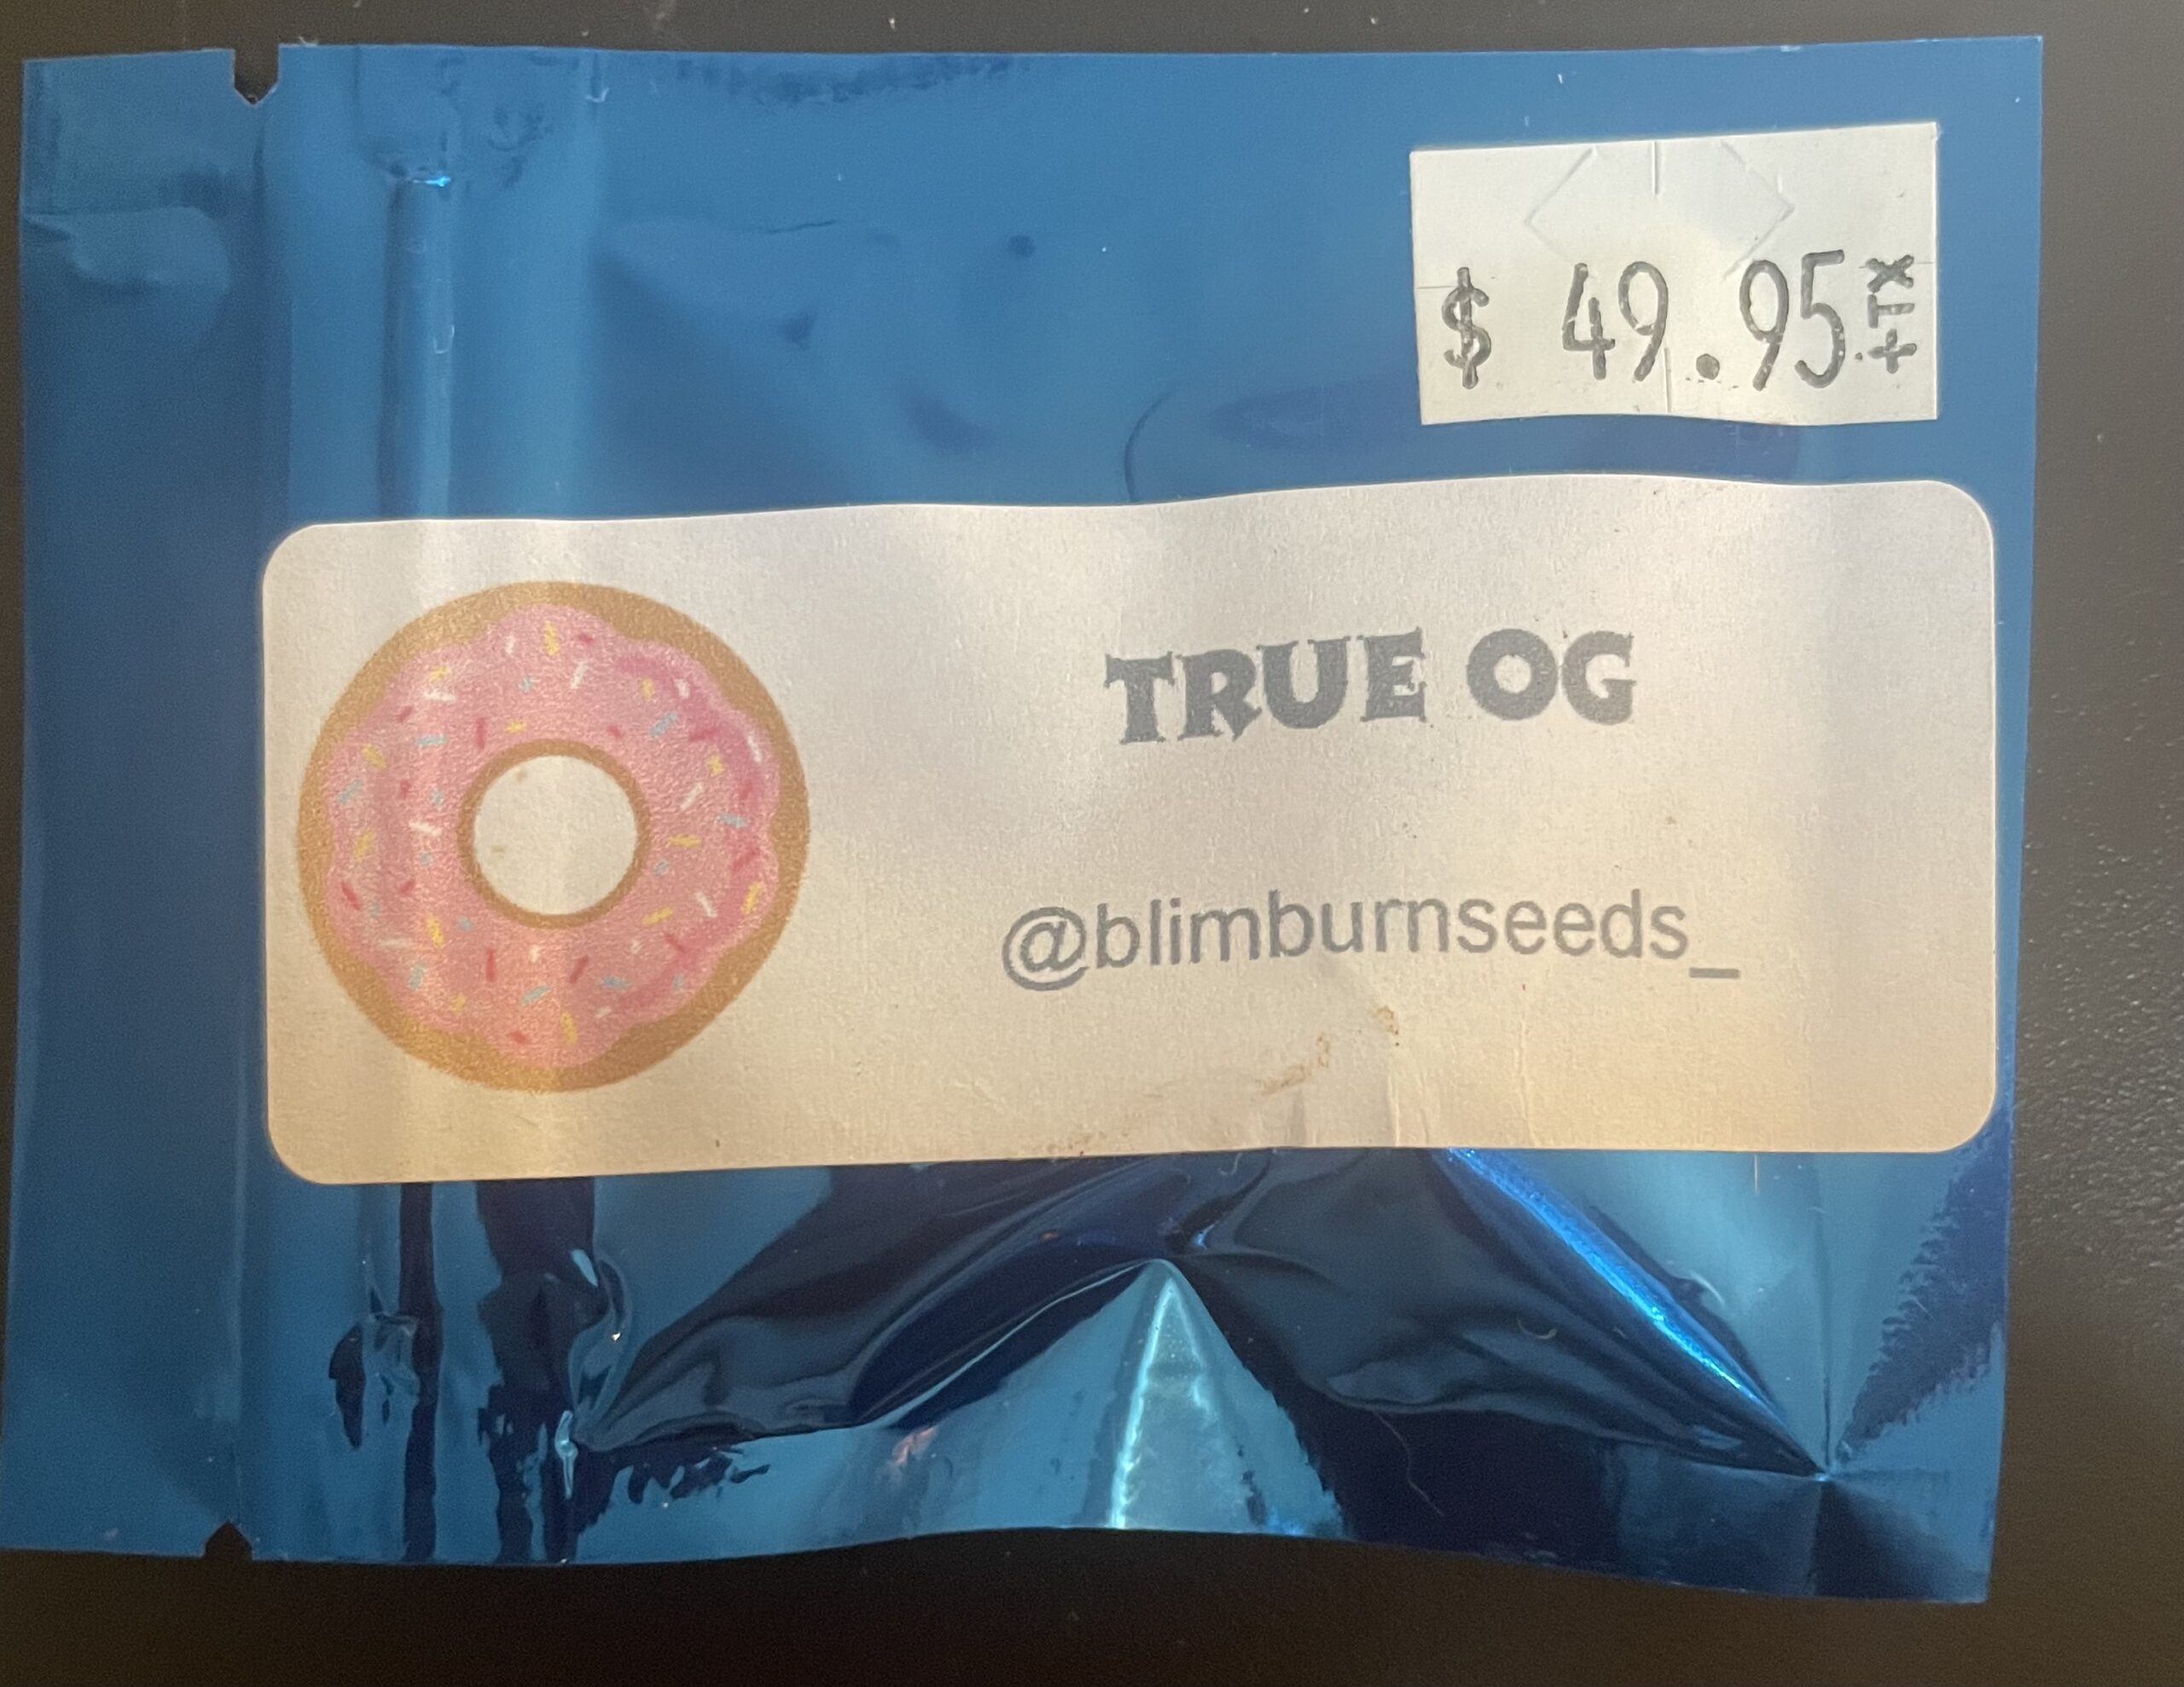 $ 49.95+TX
TRUE OG
@blimburnseeds_